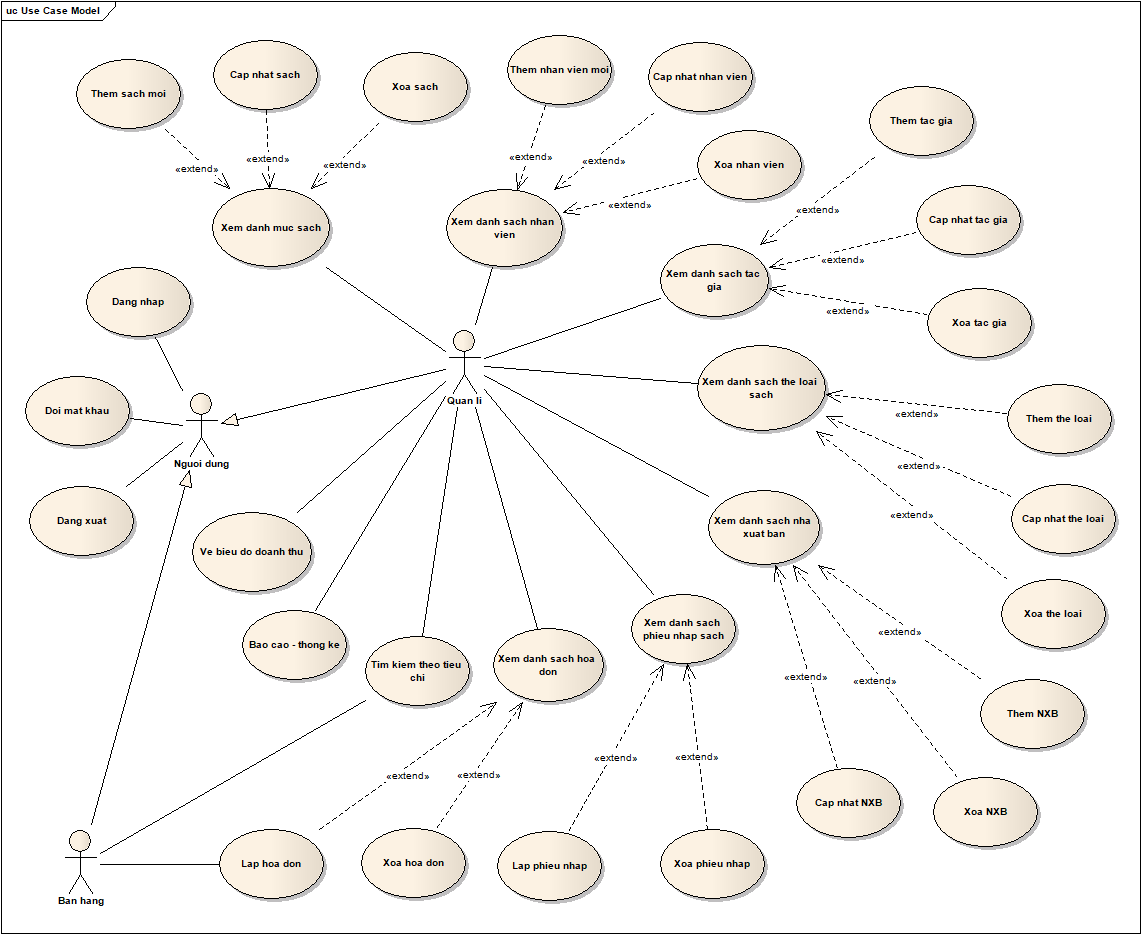 uc Use Case Model
Them sach moi
Cap nhat sach
Xoa sach
Them nhan vien moi
Cap nhat nhan vien
«extend»
«extend»
«extend»
«extend»
«extend»
Xoa nhan vien
«extend»
Them tac gia
Xem danh muc sach
Xem danh sach nhan
vien
«extend»
Cap nhat tac gia
«extend»
Xem danh sach tac
gia
«extend»
Xoa tac gia
Dang nhap
Doi mat khau
Nguoi dung
Dang xuat
Quan li
Xem danh sach the loai
sach
«extend»
Them the loai
«extend»
Cap nhat the loai
«extend»
Xoa the loai
Xem danh sach nha
xuat ban
Ve bieu do doanh thu
Bao cao - thong ke
Tim kiem theo tieu
chi
Xem danh sach hoa
don
Xem danh sach
phieu nhap sach
«extend»
«extend»
«extend»
Them NXB
Cap nhat NXB
Xoa NXB
«extend»
«extend»
«extend»
«extend»
Ban hang
Lap hoa don
Xoa hoa don
Lap phieu nhap
Xoa phieu nhap